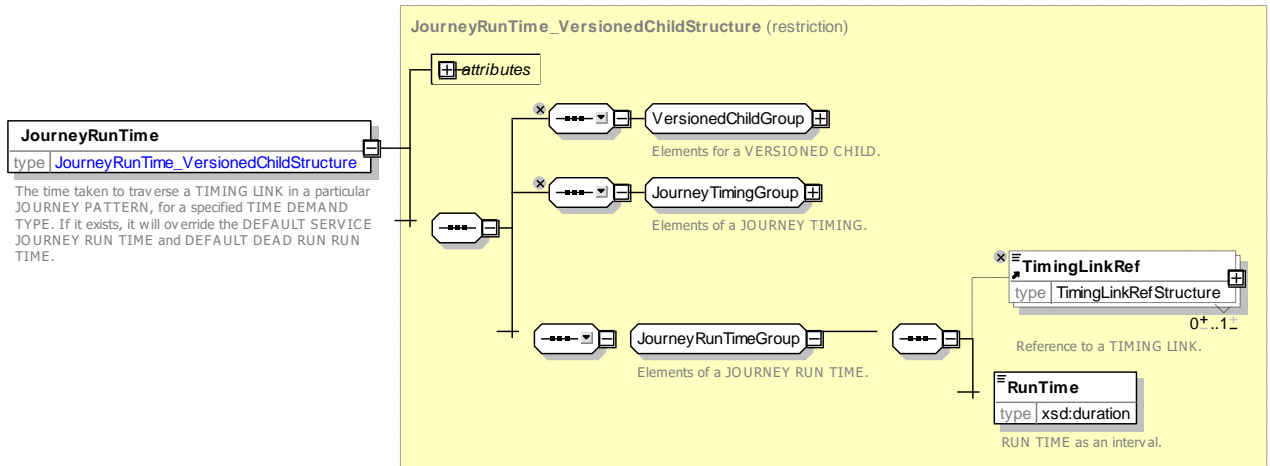 JourneyRunTime_VersionedChildStructure (restriction)
attributes
VersionedChildGroup
Elements for a VERSIONED CHILD.
JourneyRunTime
type JourneyRunTime_VersionedChildStructure
The time taken to traverse a TIMING LINK in a particular
JOURNEY PATTERN, for a specified TIME DEMAND
TYPE. If it exists, it will override the DEFAULT SERVICE
JOURNEY RUN TIME and DEFAULT DEAD RUN RUN
TIME.
JourneyTimingGroup
Elements of a JOURNEY TIMING.
TimingLinkRef
type TimingLinkRefStructure
0..1
Reference to a TIMING LINK.
JourneyRunTimeGroup
Elements of a JOURNEY RUN TIME.
RunTime
type xsd:duration
RUN TIME as an interval.